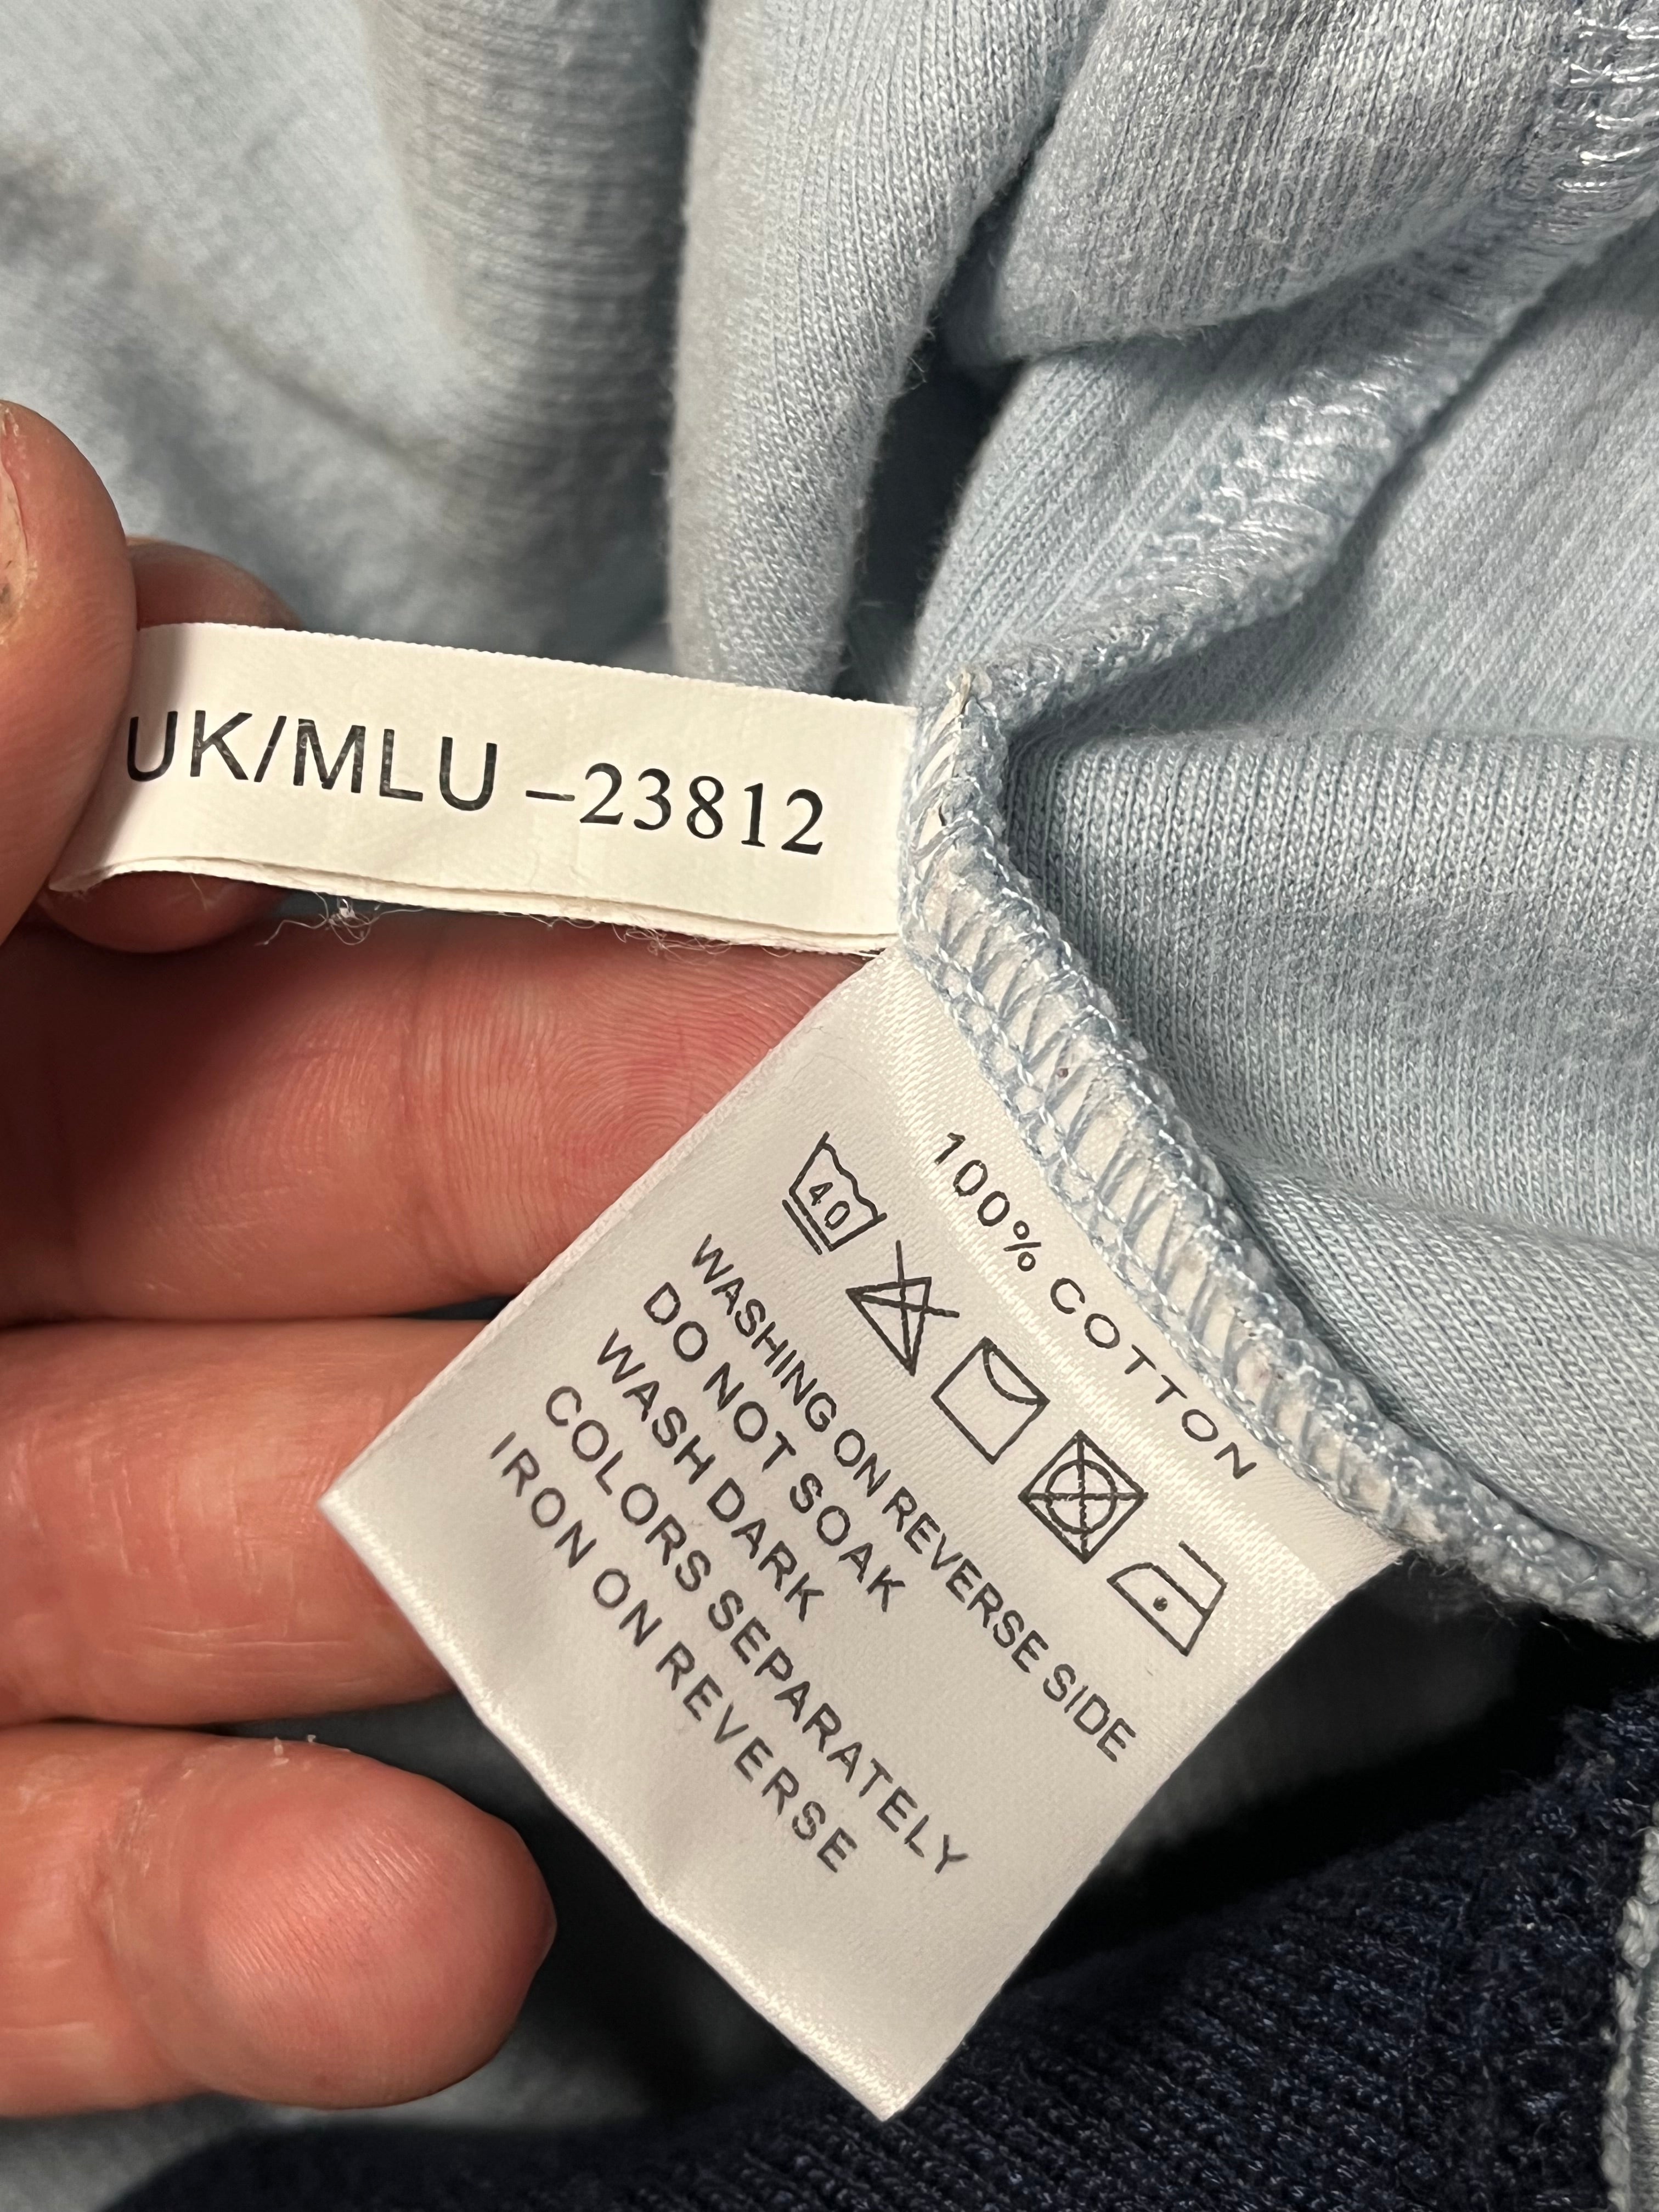 UK/MLU -23812
100% COTTON
40
WASHING ON REVERSE SIDE
DO NOT SOAK
WASH DARK
COLORS SEPARATELY
IRON ON REVERSE